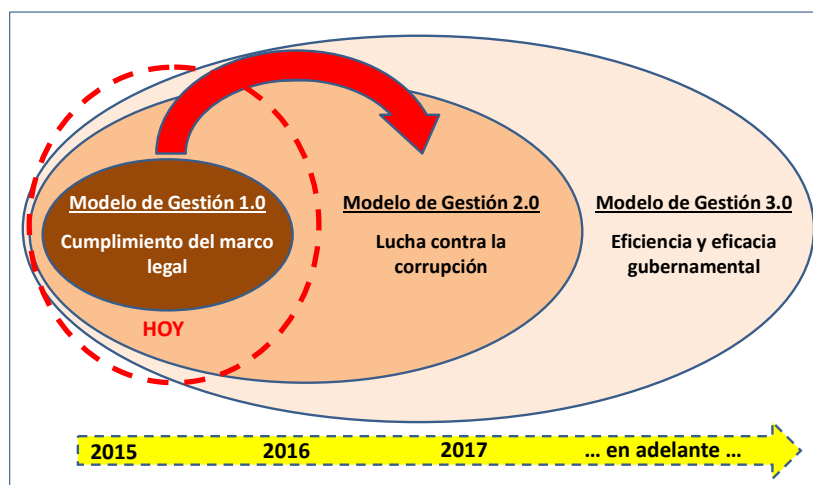 Modelo de Gestión 1.0
Cumplimiento del marco
legal
Modelo de Gestión 2.0
Lucha contra la
corrupción
Modelo de Gestión 3.0
Eficiencia y eficacia
gubernamental
HOY
2015
2016
2017
… en adelante …